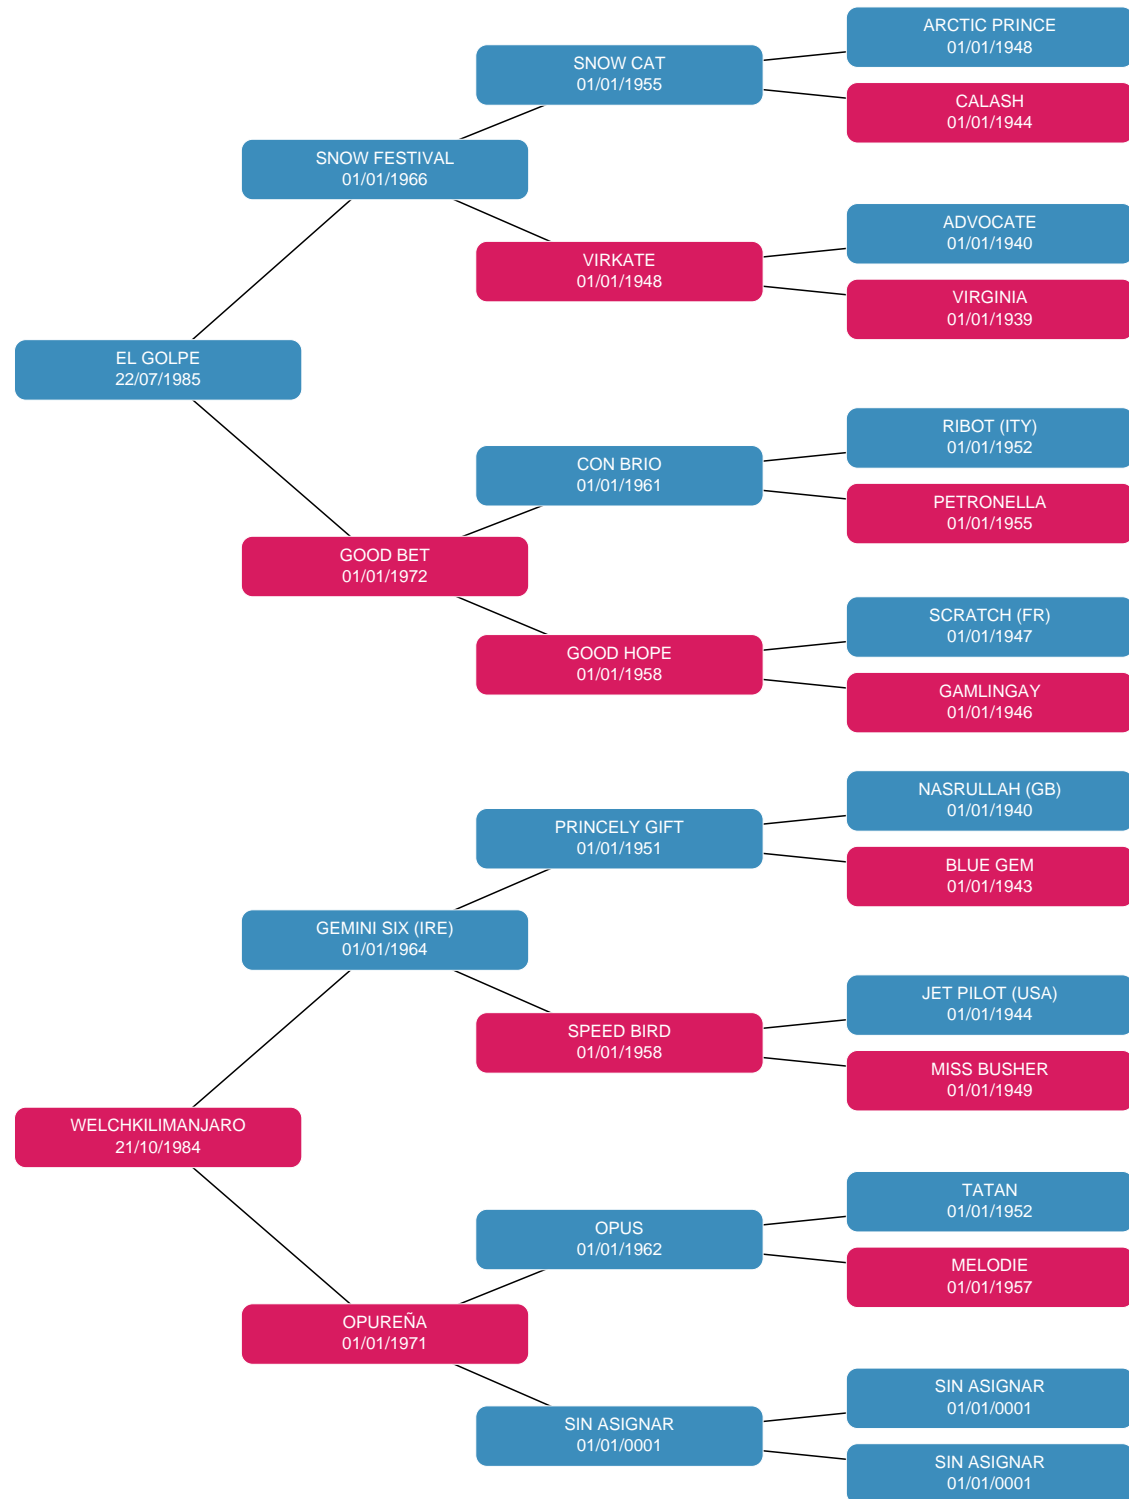 ARCTIC PRINCE
01/01/1948
SNOW CAT
01/01/1955
CALASH
01/01/1944
SNOW FESTIVAL
01/01/1966
ADVOCATE
01/01/1940
VIRKATE
01/01/1948
VIRGINIA
01/01/1939
EL GOLPE
22/07/1985
RIBOT (ITY)
01/01/1952
CON BRIO
01/01/1961
PETRONELLA
01/01/1955
GOOD BET
01/01/1972
SCRATCH (FR)
01/01/1947
GOOD HOPE
01/01/1958
GAMLINGAY
01/01/1946
NASRULLAH (GB)
01/01/1940
PRINCELY GIFT
01/01/1951
BLUE GEM
01/01/1943
GEMINI SIX (IRE)
01/01/1964
JET PILOT (USA)
01/01/1944
SPEED BIRD
01/01/1958
MISS BUSHER
01/01/1949
WELCHKILIMANJARO
21/10/1984
TATAN
01/01/1952
OPUS
01/01/1962
MELODIE
01/01/1957
OPUREÑA
01/01/1971
SIN ASIGNAR
01/01/0001
SIN ASIGNAR
01/01/0001
SIN ASIGNAR
01/01/0001